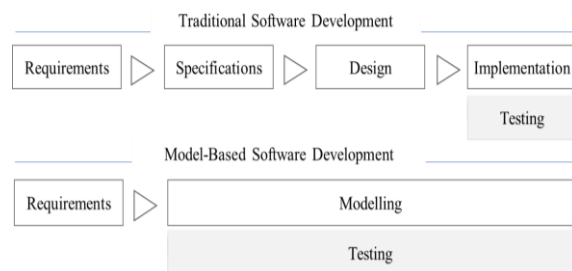 Traditional Software Development
Requirements Specifications Design Implementation
Testing
Model-Based Software Development
Requirements Modelling
Testing